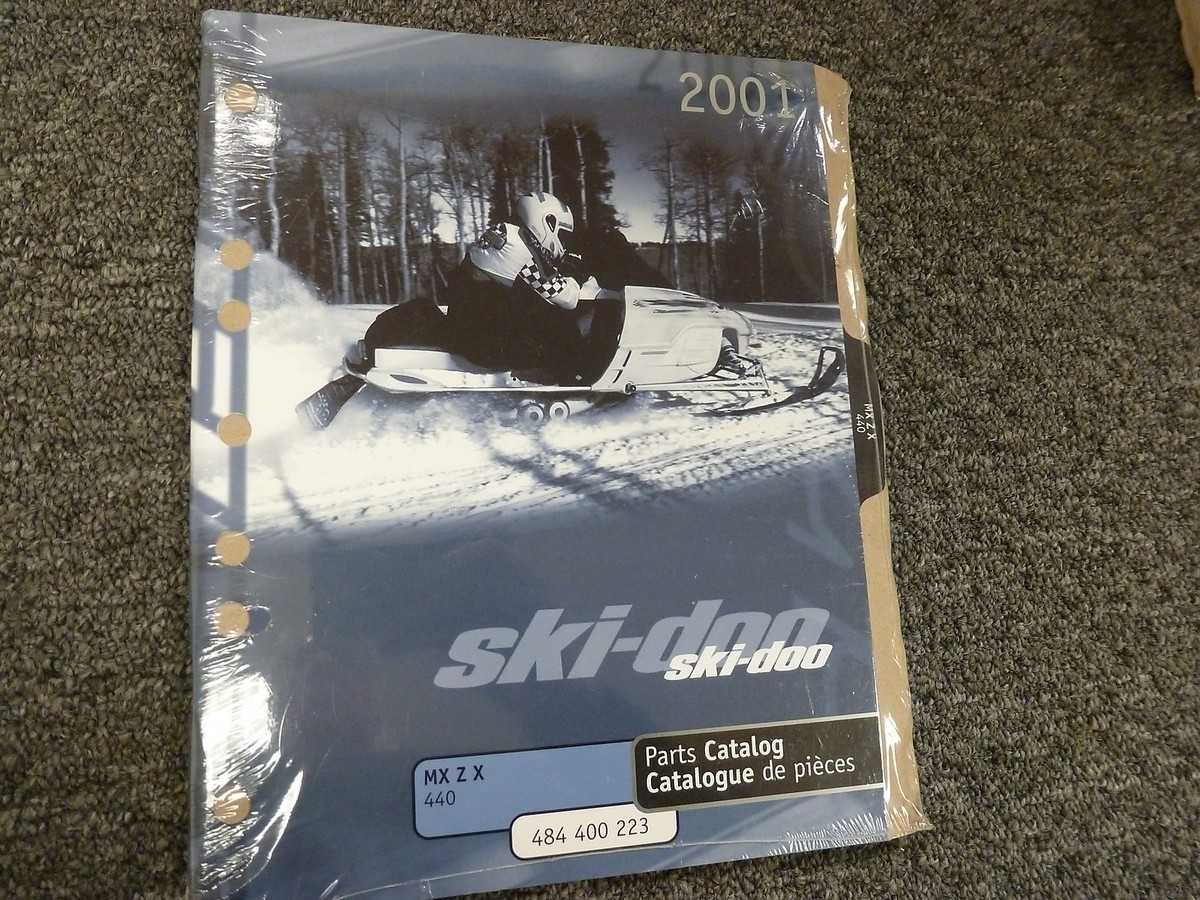 2001
MX Z X
440
ski-doo
ski-doo
Parts Catalog
Catalogue de pièces
MX Z X
440
484 400 223